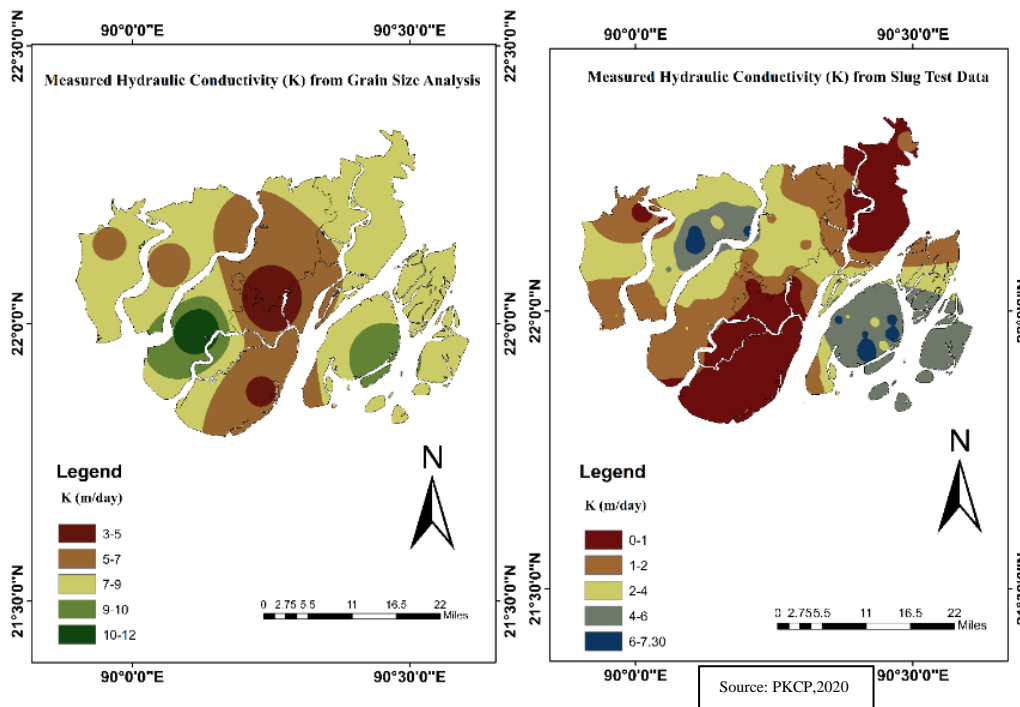 90°0'0"E 90°30'0"E
22°30'0"N
Measured Hydraulic Conductivity (K) from Grain Size Analysis
22°0'0"N
21°30'0"N
N
Legend
K (m/day)
3-5
5-7
7-9
9-10
10-12
0 2.75 5.5 11 16.5 22
Miles
90°0'0"E 90°30'0"E
90°0'0"E 90°30'0"E
22°30'0"N
Measured Hydraulic Conductivity (K) from Slug Test Data
22°0'0"N
21°30'0"N
N
Legend
K (m/day)
0-1
1-2
2-4
4-6
6-7.30
0 2.75 5.5 11 16.5 22
Miles
90°0'0"E 90°30'0"E
Source: PKCP,2020